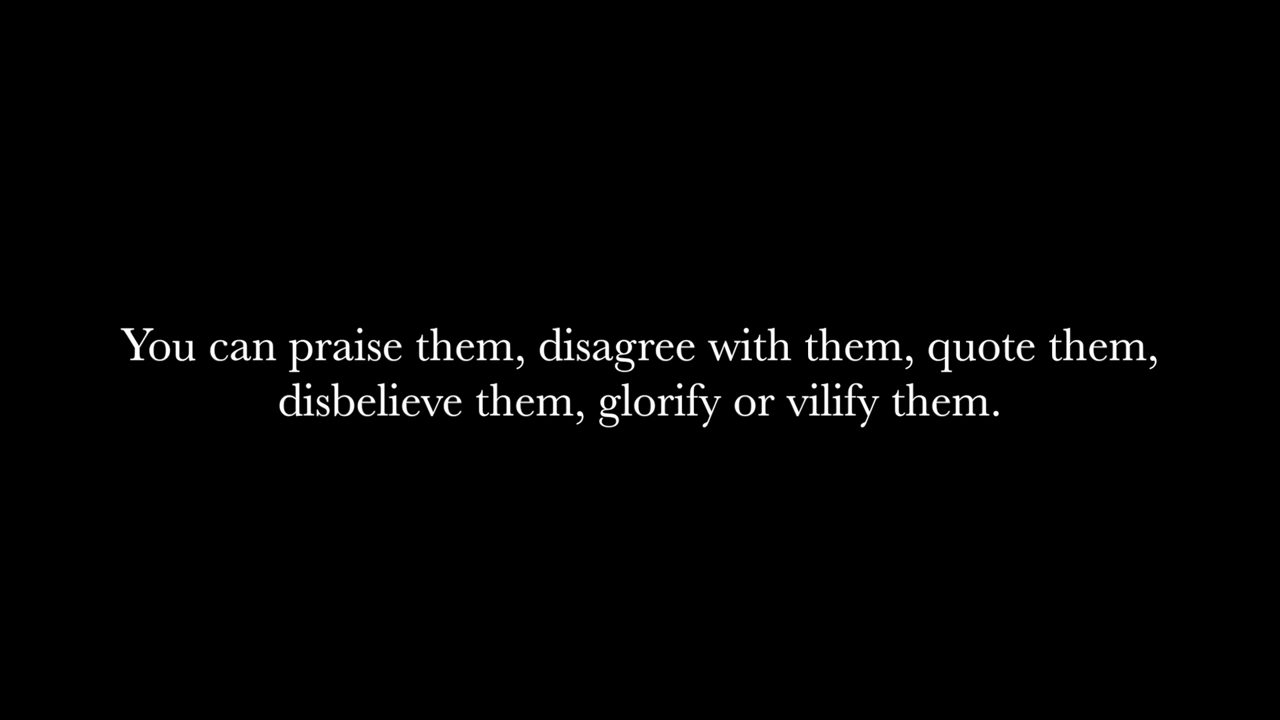 You can praise them, disagree with them, quote them,
disbelieve them, glorify or vilify them.